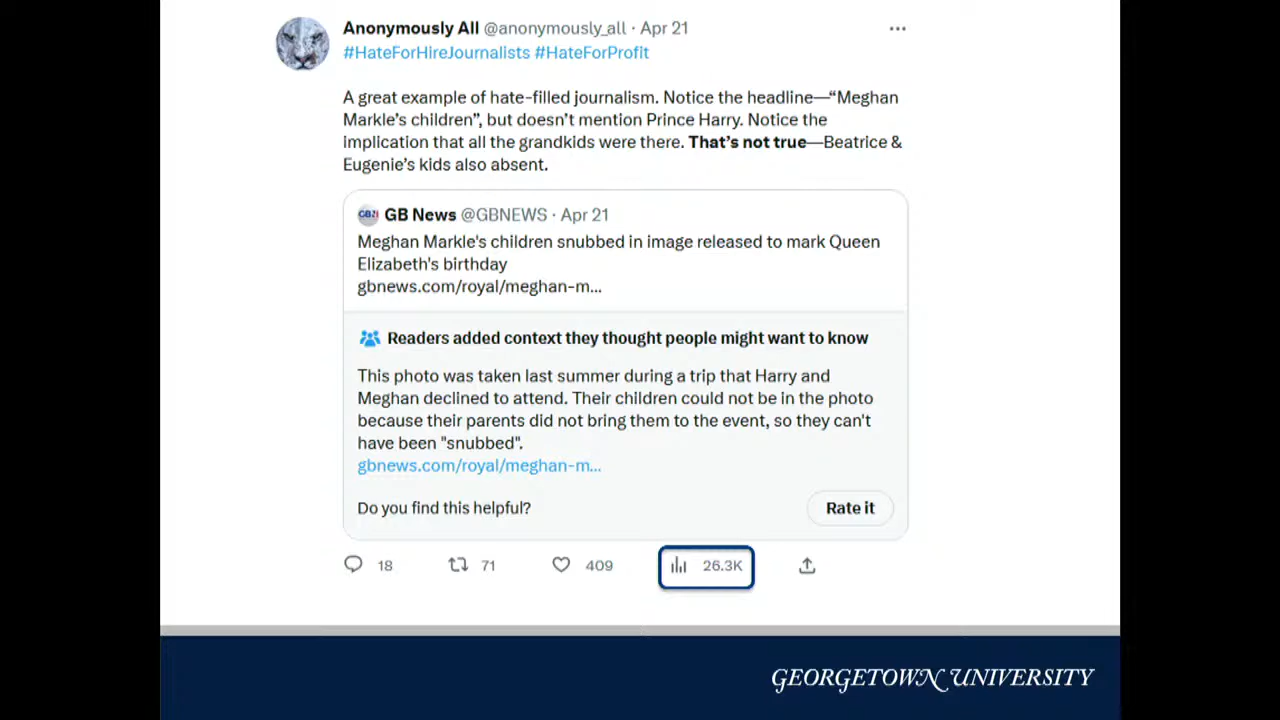 Anonymously All @anonymously_all · Apr 21
#HateForHireJournalists #HateForProfit
A great example of hate-filled journalism. Notice the headline—“Meghan
Markle’s children”, but doesn’t mention Prince Harry. Notice the
implication that all the grandkids were there. That’s not true—Beatrice &
Eugenie’s kids also absent.
GB News @GBNEWS · Apr 21
Meghan Markle's children snubbed in image released to mark Queen
Elizabeth's birthday
gbnews.com/royal/meghan-m...
Readers added context they thought people might want to know
This photo was taken last summer during a trip that Harry and
Meghan declined to attend. Their children could not be in the photo
because their parents did not bring them to the event, so they can't
have been "snubbed".
gbnews.com/royal/meghan-m...
Do you find this helpful? Rate it
18 71 409 26.3K
GEORGETOWN UNIVERSITY